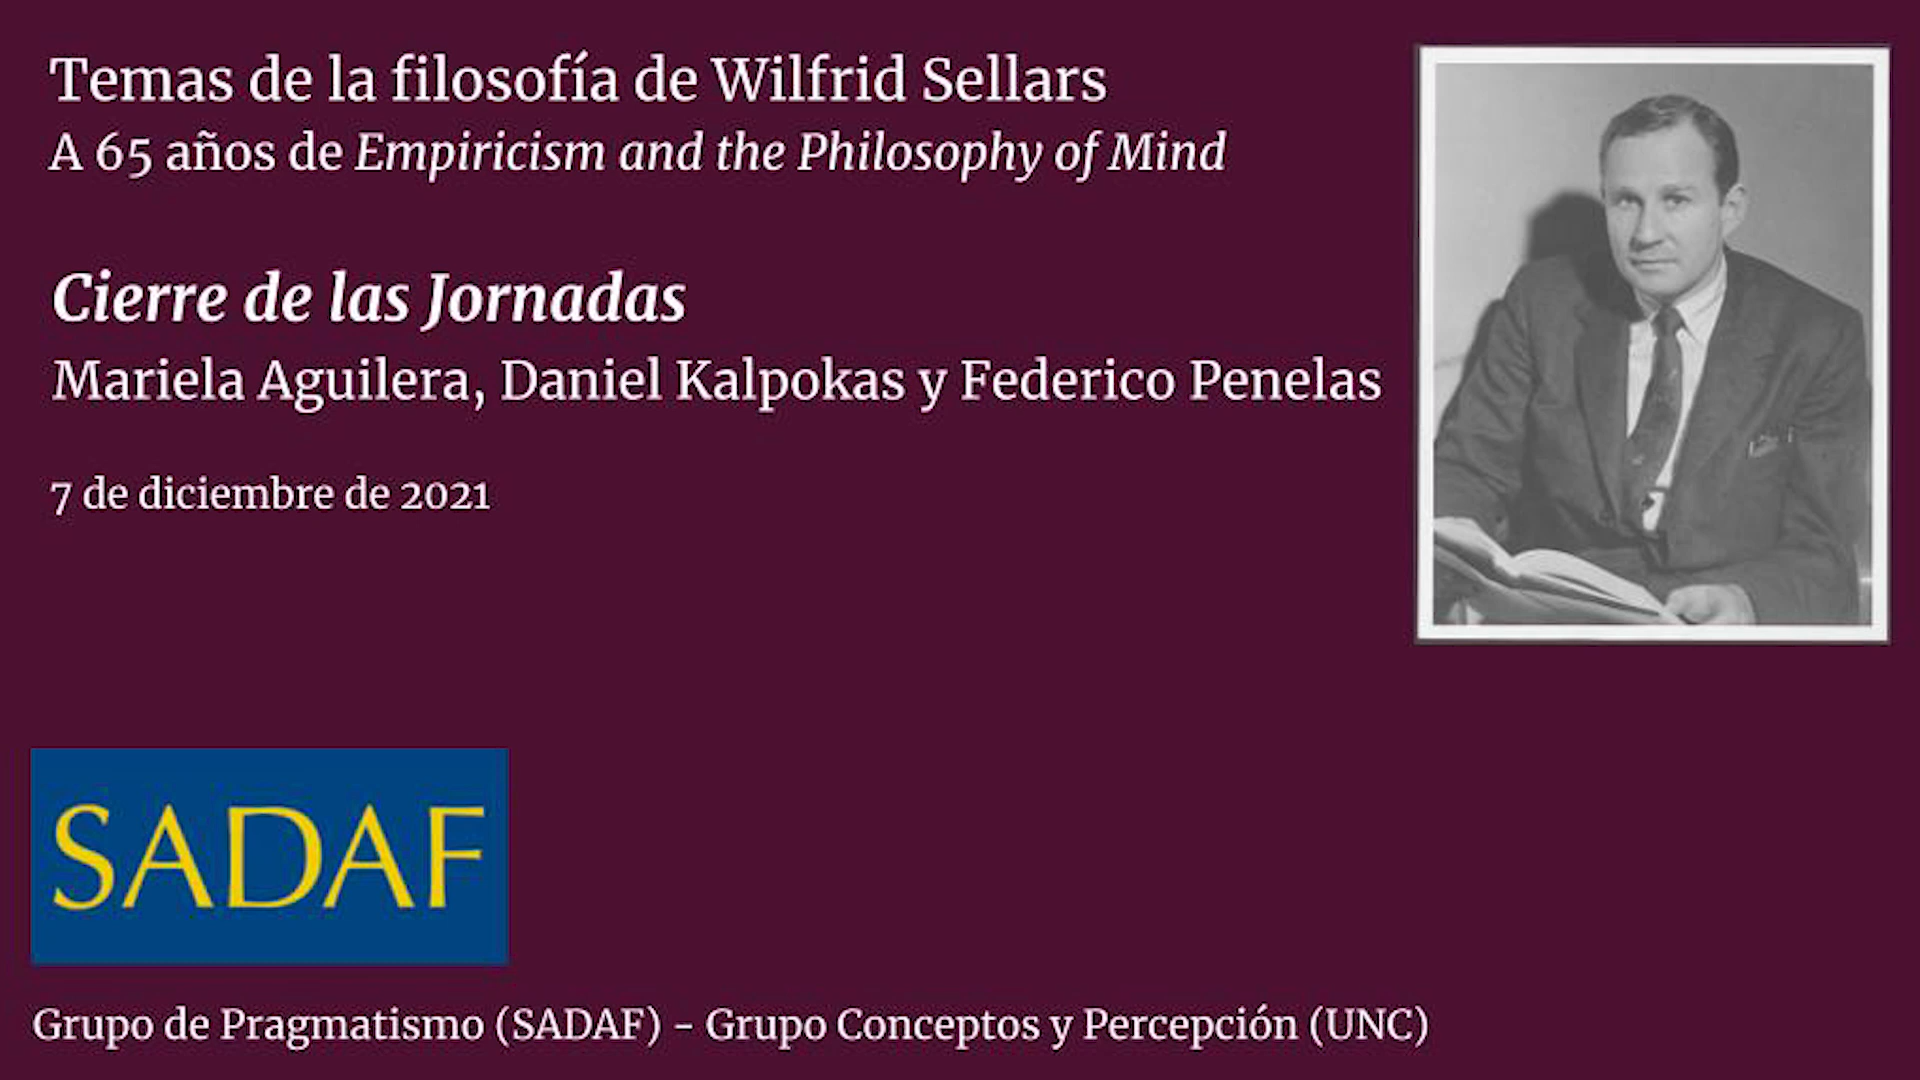 Temas de la filosofía de Wilfrid Sellars
A 65 años de Empiricism and the Philosophy of Mind
Cierre de las Jornadas
Mariela Aguilera, Daniel Kalpokas y Federico Penelas
7 de diciembre de 2021
SADAF
Grupo de Pragmatismo (SADAF) - Grupo Conceptos y Percepción (UNC)